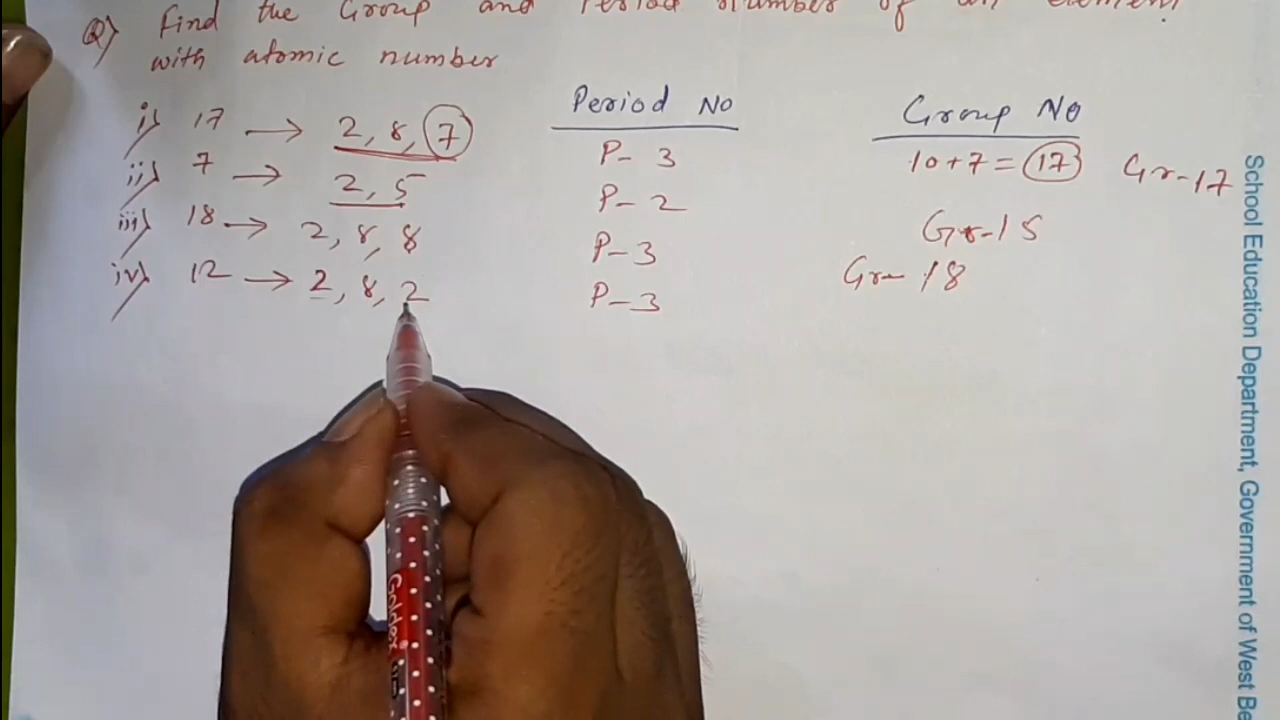 Q) Find the Group and Period number of an element
with atomic number
Period No
Group No
i) 17 → 2, 8, 7
P- 3
10+7 = 17 Gr-17
ii) 7 → 2, 5
P- 2
Gr-15
iii) 18 → 2, 8, 8
P-3
Gr- 18
iv) 12 → 2, 8, 2
P-3
School Education Department, Government of West Be
Goldex